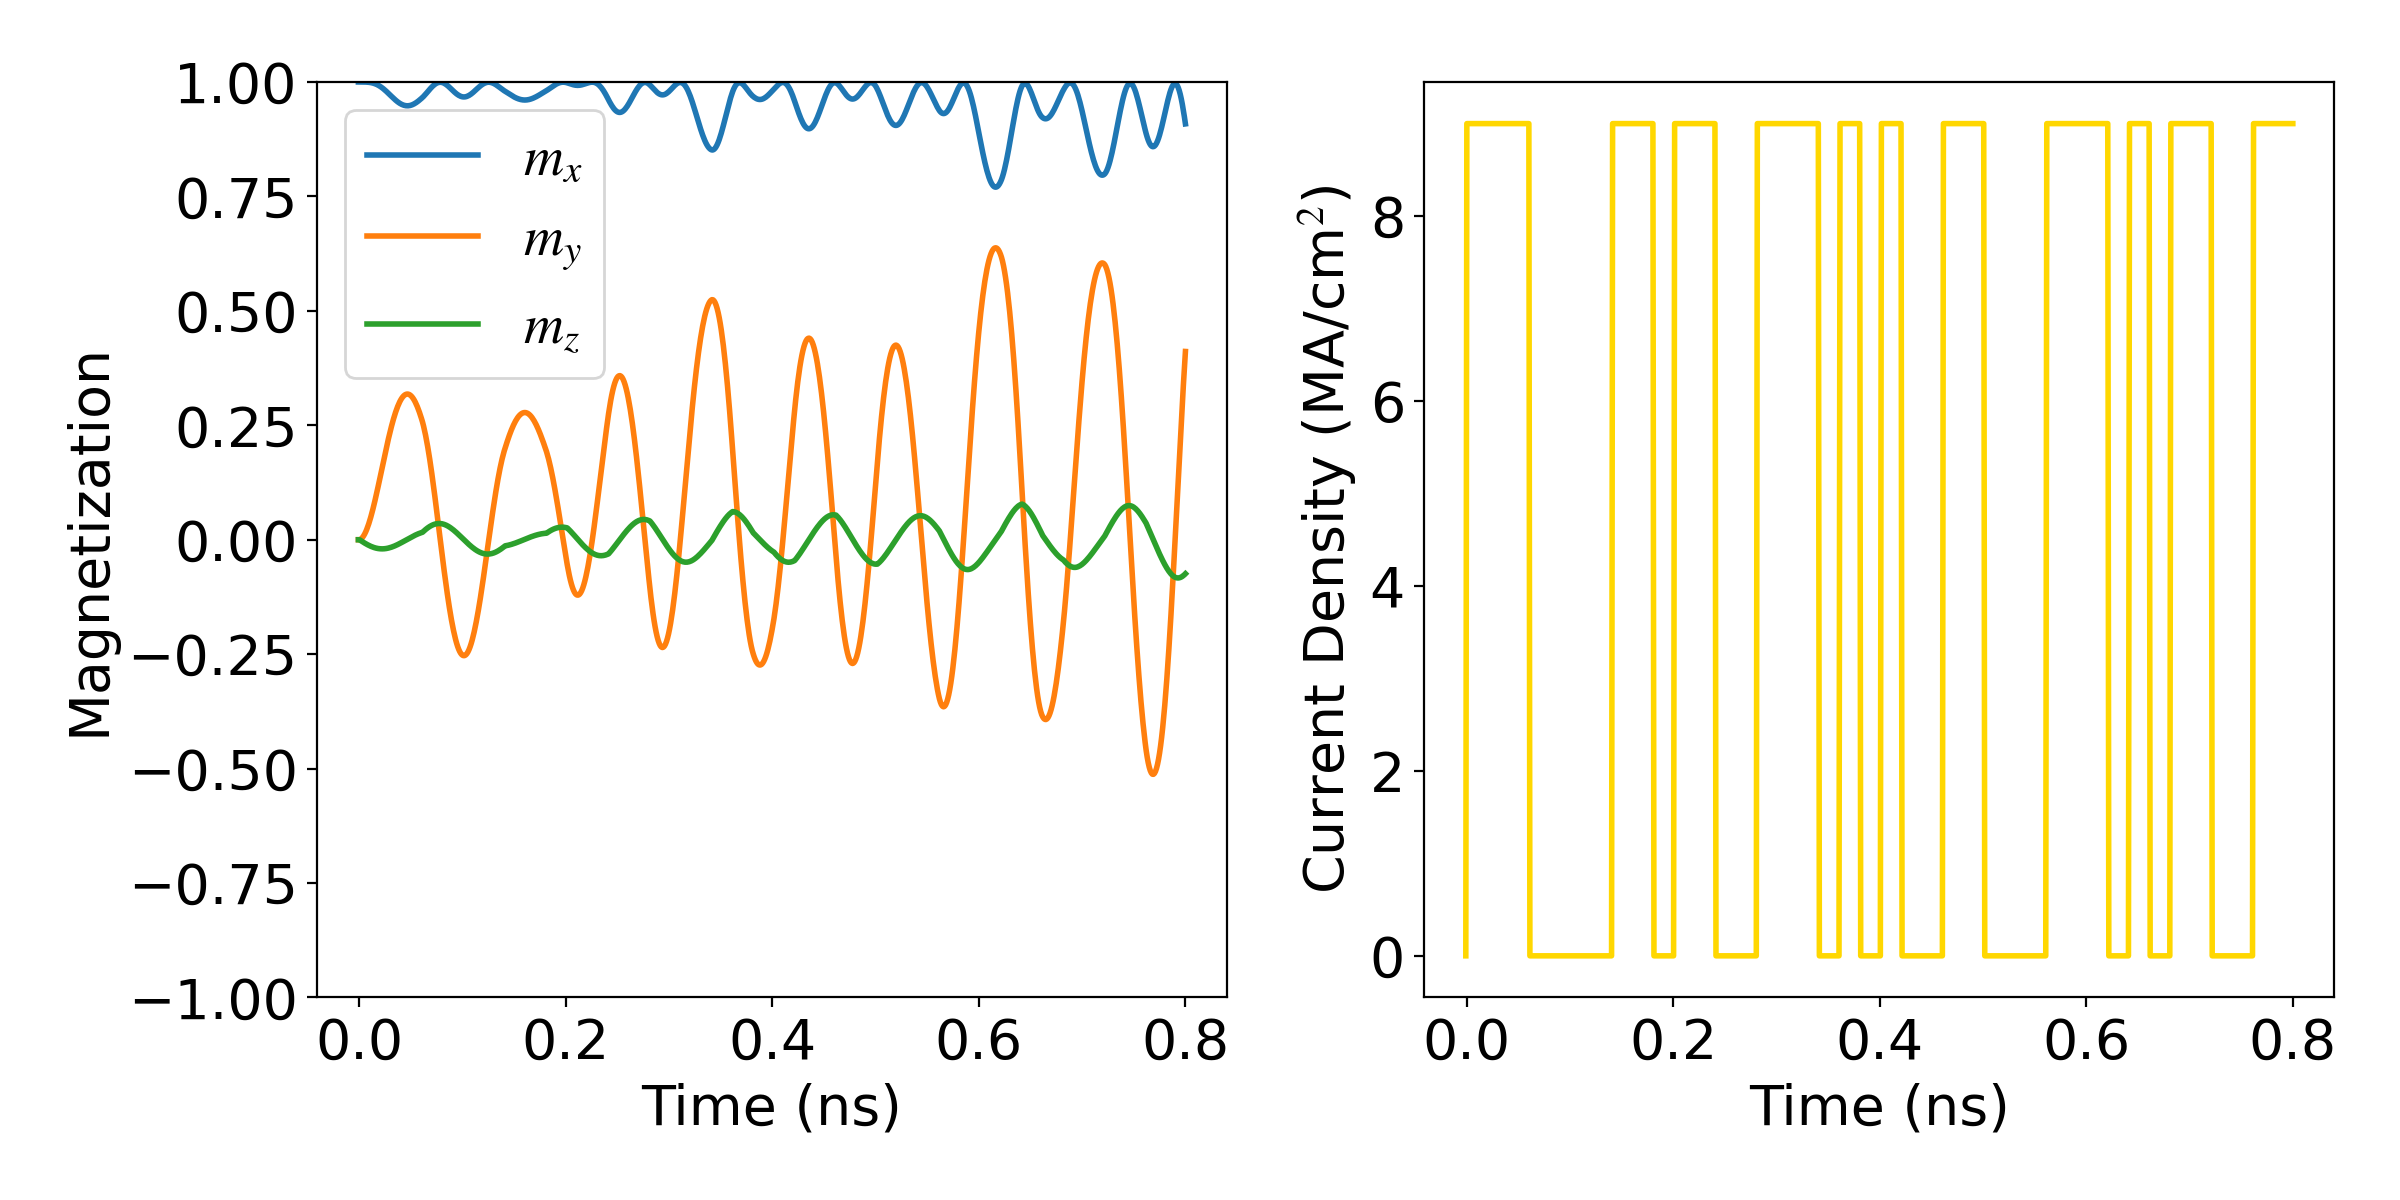 1.00
0.75
0.50
0.25
0.00
−0.25
−0.50
−0.75
−1.00
Magnetization
m_x
m_y
m_z
0.0 0.2 0.4 0.6 0.8
Time (ns)
8
6
4
2
0
Current Density (MA/cm²)
0.0 0.2 0.4 0.6 0.8
Time (ns)